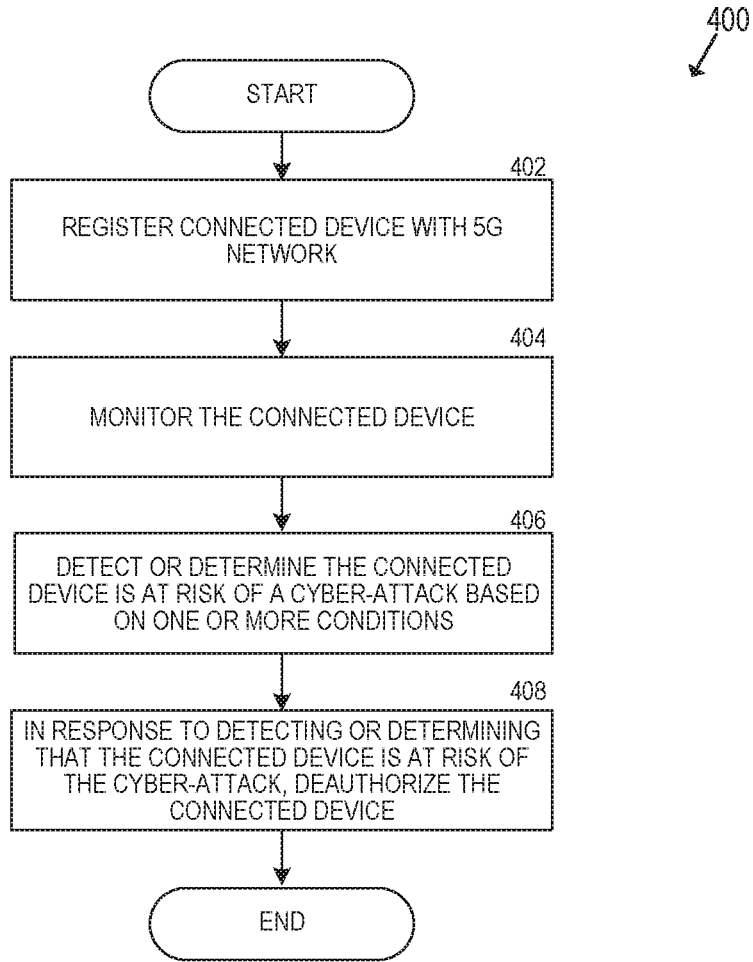 400
START
402
REGISTER CONNECTED DEVICE WITH 5G
NETWORK
404
MONITOR THE CONNECTED DEVICE
406
DETECT OR DETERMINE THE CONNECTED
DEVICE IS AT RISK OF A CYBER-ATTACK BASED
ON ONE OR MORE CONDITIONS
408
IN RESPONSE TO DETECTING OR DETERMINING
THAT THE CONNECTED DEVICE IS AT RISK OF
THE CYBER-ATTACK, DEAUTHORIZE THE
CONNECTED DEVICE
END